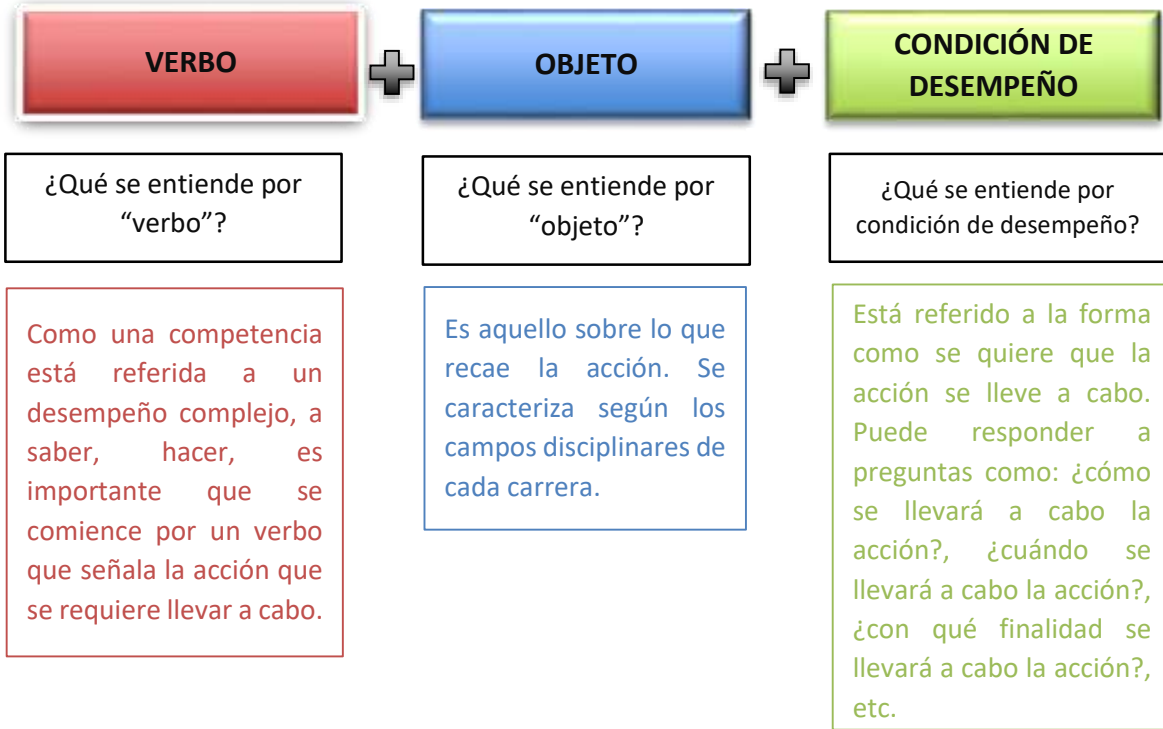 VERBO
OBJETO
CONDICIÓN DE
DESEMPEÑO
¿Qué se entiende por
“verbo”?
¿Qué se entiende por
“objeto”?
¿Qué se entiende por
condición de desempeño?
Como una competencia
está referida a un
desempeño complejo, a
saber, hacer, es
importante que se
comience por un verbo
que señala la acción que
se requiere llevar a cabo.
Es aquello sobre lo que
recae la acción. Se
caracteriza según los
campos disciplinares de
cada carrera.
Está referido a la forma
como se quiere que la
acción se lleve a cabo.
Puede responder a
preguntas como: ¿cómo
se llevará a cabo la
acción?, ¿cuándo se
llevará a cabo la acción?,
¿con qué finalidad se
llevará a cabo la acción?,
etc.